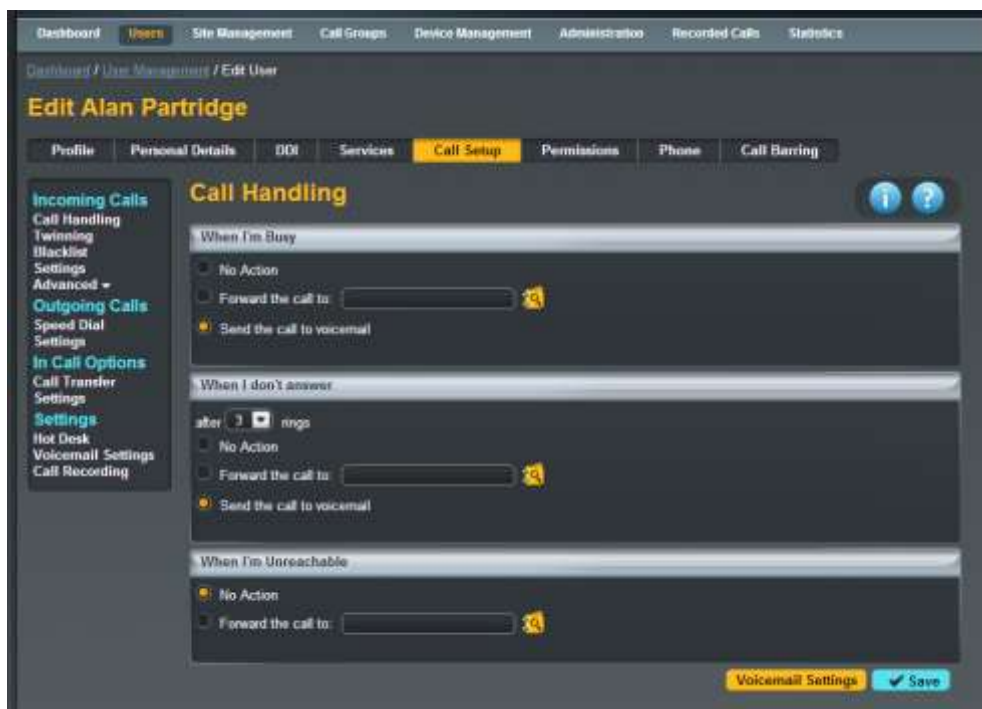 Dashboard Users Site Management Call Groups Device Management Administration Recorded Calls Statistics
Dashboard / User Management / Edit User
Edit Alan Partridge
Profile Personal Details DDI Services Call Setup Permissions Phone Call Barring
Incoming Calls
Call Handling
Twinning
Blacklist
Settings
Advanced
Outgoing Calls
Speed Dial
Settings
In Call Options
Call Transfer
Settings
Settings
Hot Desk
Voicemail Settings
Call Recording
Call Handling
i ?
When I'm Busy
No Action
Forward the call to:
Send the call to voicemail
When I don't answer
after 3 rings
No Action
Forward the call to:
Send the call to voicemail
When I'm Unreachable
No Action
Forward the call to:
Voicemail Settings Save